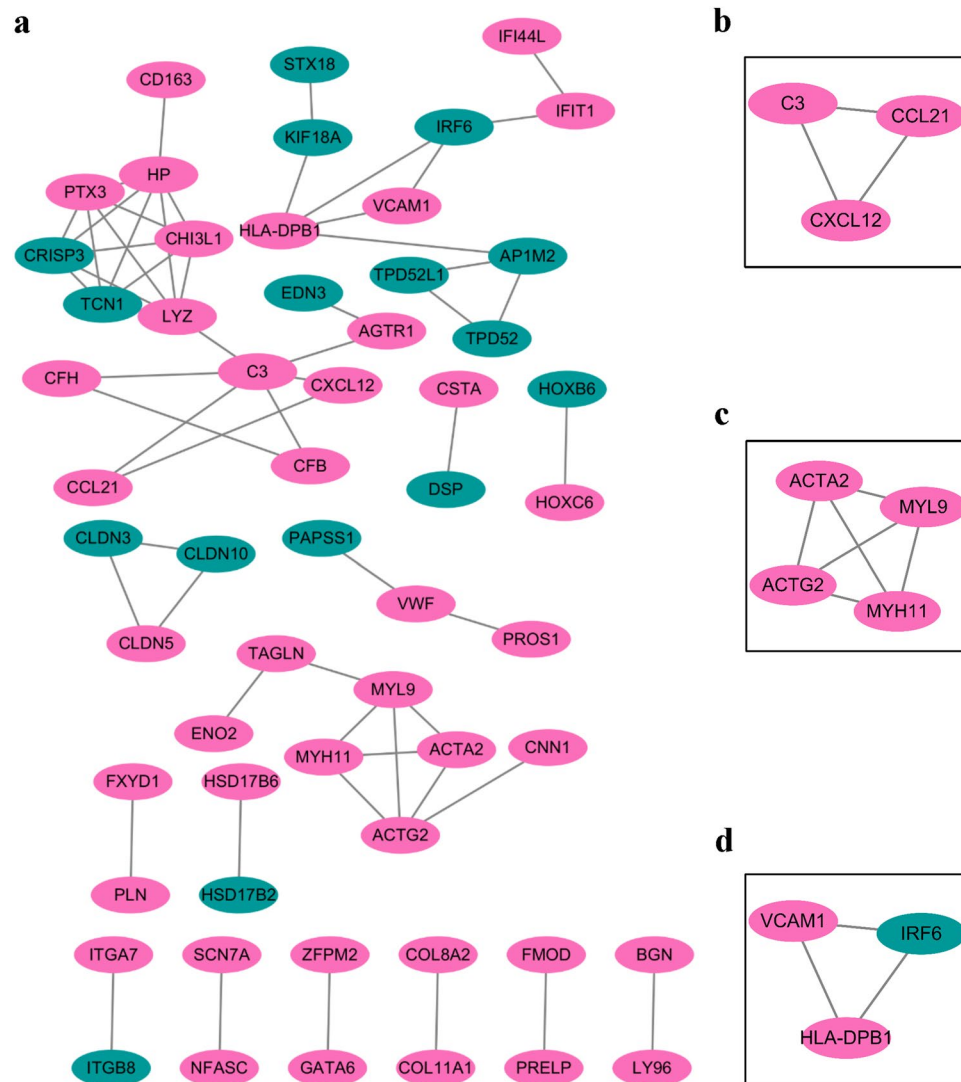 a
IFI44L
CD163
STX18
IFIT1
IRF6
KIF18A
HP
PTX3
VCAM1
HLA-DPB1
CHI3L1
CRISP3
AP1M2
TPD52L1
EDN3
TCN1
LYZ
AGTR1
TPD52
C3
CFH
CXCL12
CSTA
HOXB6
CFB
CCL21
DSP
HOXC6
CLDN3
CLDN10
PAPSS1
VWF
CLDN5
PROS1
TAGLN
MYL9
ENO2
MYH11
ACTA2
CNN1
FXYD1
HSD17B6
ACTG2
PLN
HSD17B2
ITGA7
SCN7A
ZFPM2
COL8A2
FMOD
BGN
ITGB8
NFASC
GATA6
COL11A1
PRELP
LY96
b
C3
CCL21
CXCL12
c
ACTA2
MYL9
ACTG2
MYH11
d
VCAM1
IRF6
HLA-DPB1